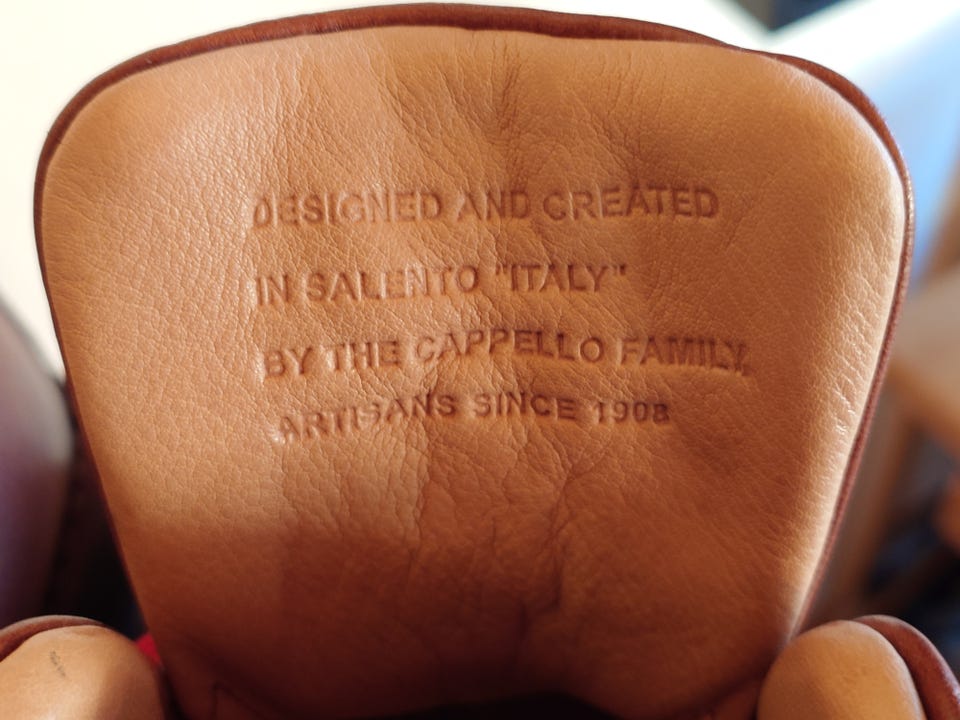 DESIGNED AND CREATED
IN SALENTO "ITALY"
BY THE CAPPELLO FAMILY,
ARTISANS SINCE 1908